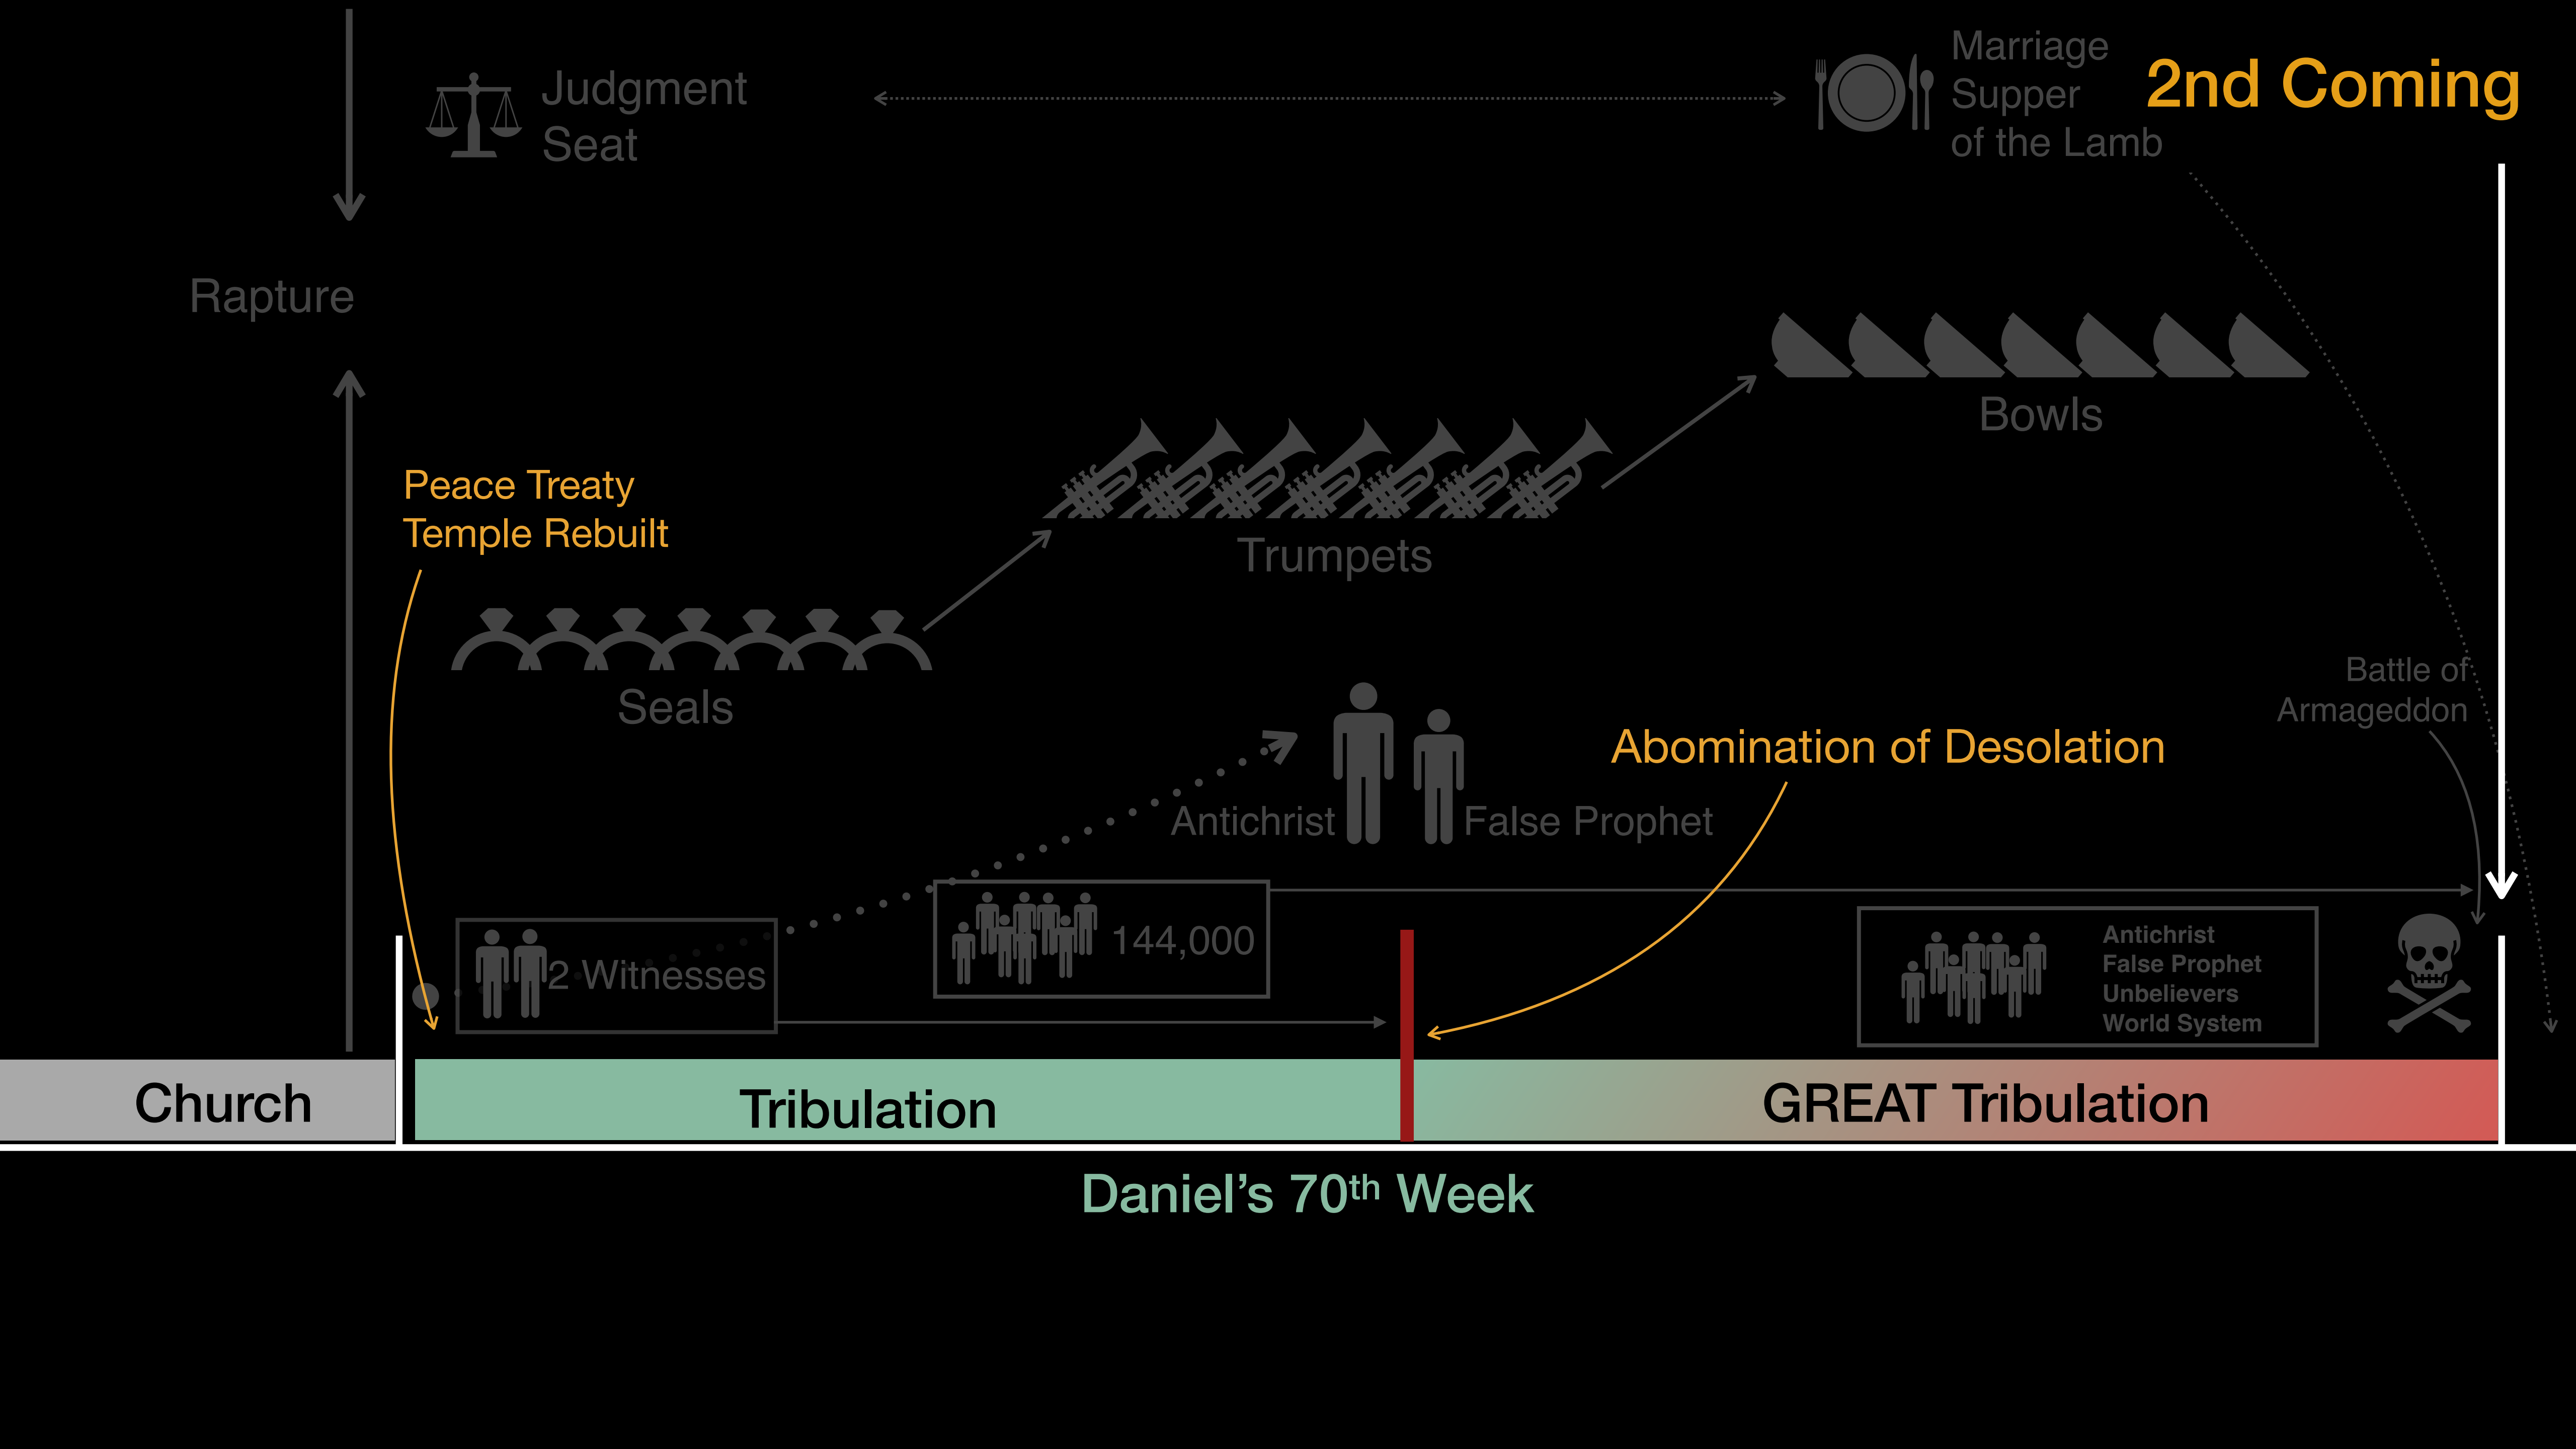 Judgment
Seat
Marriage
Supper
of the Lamb
2nd Coming
Rapture
Bowls
Peace Treaty
Temple Rebuilt
Trumpets
Seals
Battle of
Armageddon
Abomination of Desolation
Antichrist
False Prophet
2 Witnesses
144,000
Antichrist
False Prophet
Unbelievers
World System
Church
Tribulation
GREAT Tribulation
Daniel’s 70th Week